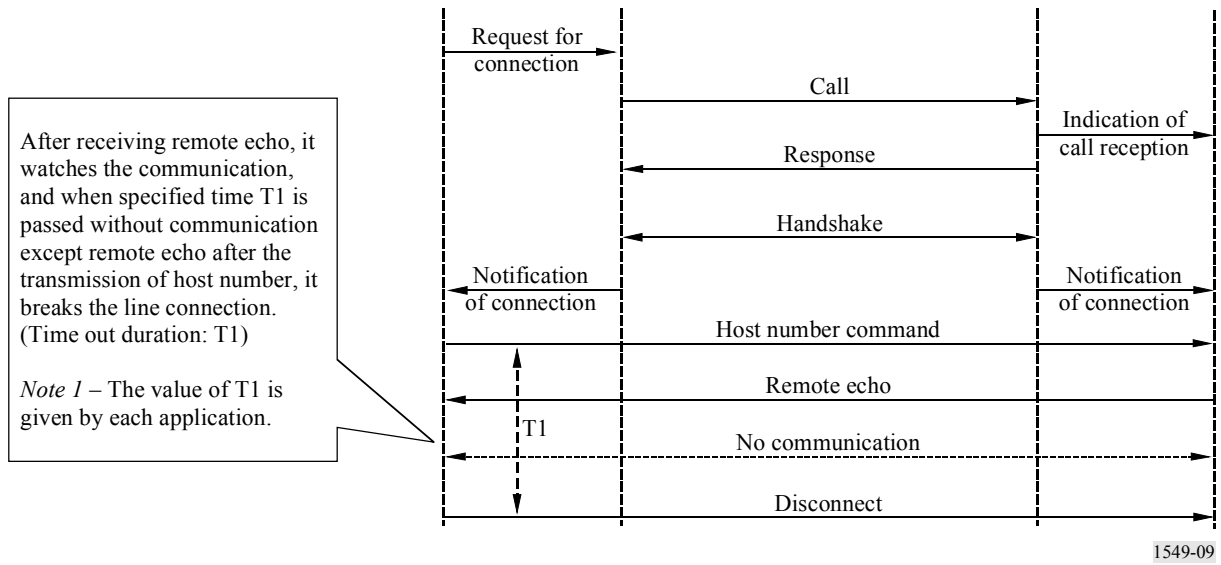 Request for
connection
Call
Indication of
call reception
Response
Handshake
Notification
of connection
Notification
of connection
Host number command
Remote echo
T1
No communication
Disconnect
After receiving remote echo, it
watches the communication,
and when specified time T1 is
passed without communication
except remote echo after the
transmission of host number, it
breaks the line connection.
(Time out duration: T1)
Note 1 – The value of T1 is
given by each application.
1549-09